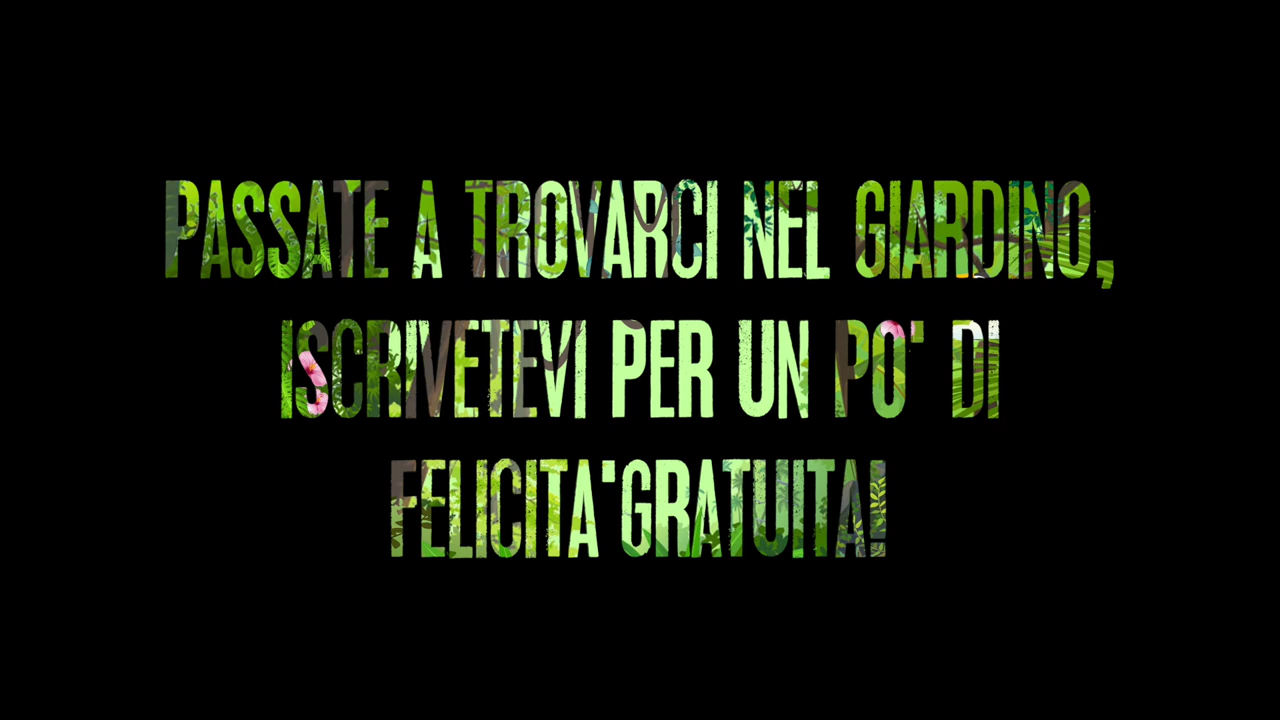 PASSATE A TROVARCI NEL GIARDINO,
ISCRIVETEVI PER UN PO' DI
FELICITA'GRATUITA!